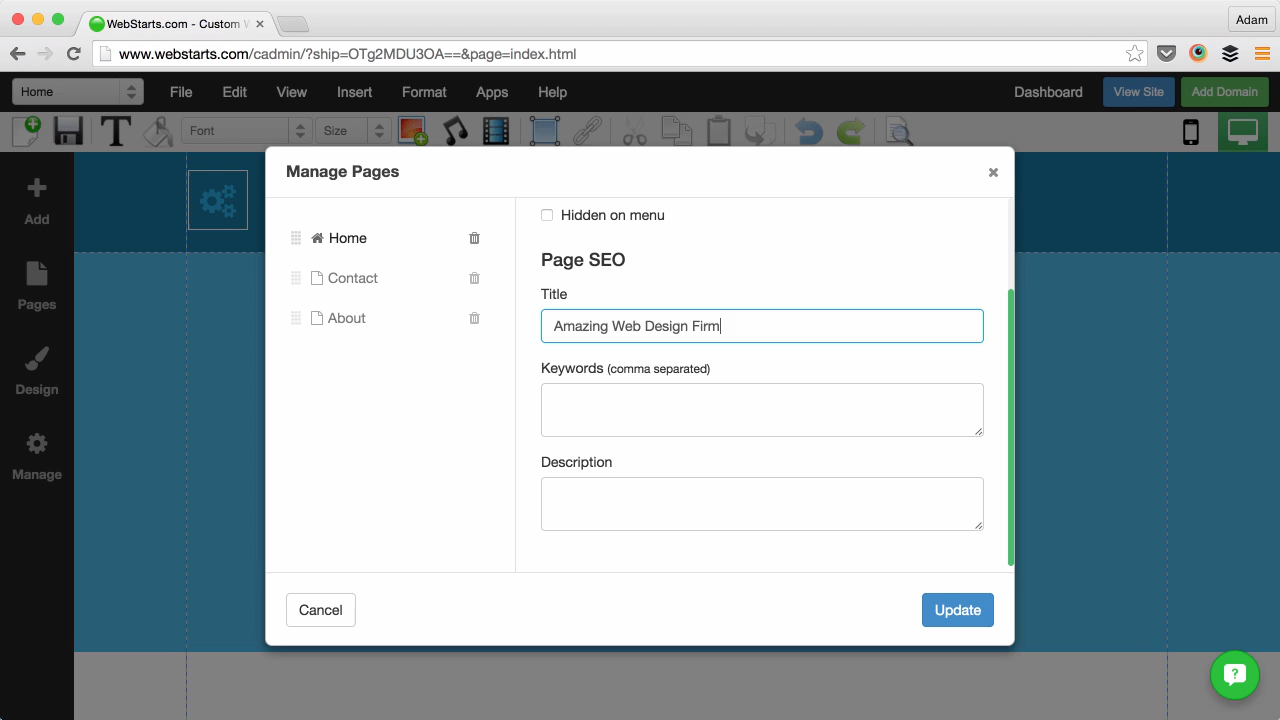 WebStarts.com - Custom W
Adam
www.webstarts.com/cadmin/?ship=OTg2MDU3OA==&page=index.html
Home File Edit View Insert Format Apps Help Dashboard View Site Add Domain
T Font Size
Add
Pages
Design
Manage
Manage Pages
Home
Contact
About
Hidden on menu
Page SEO
Title
Amazing Web Design Firm
Keywords (comma separated)
Description
Cancel Update